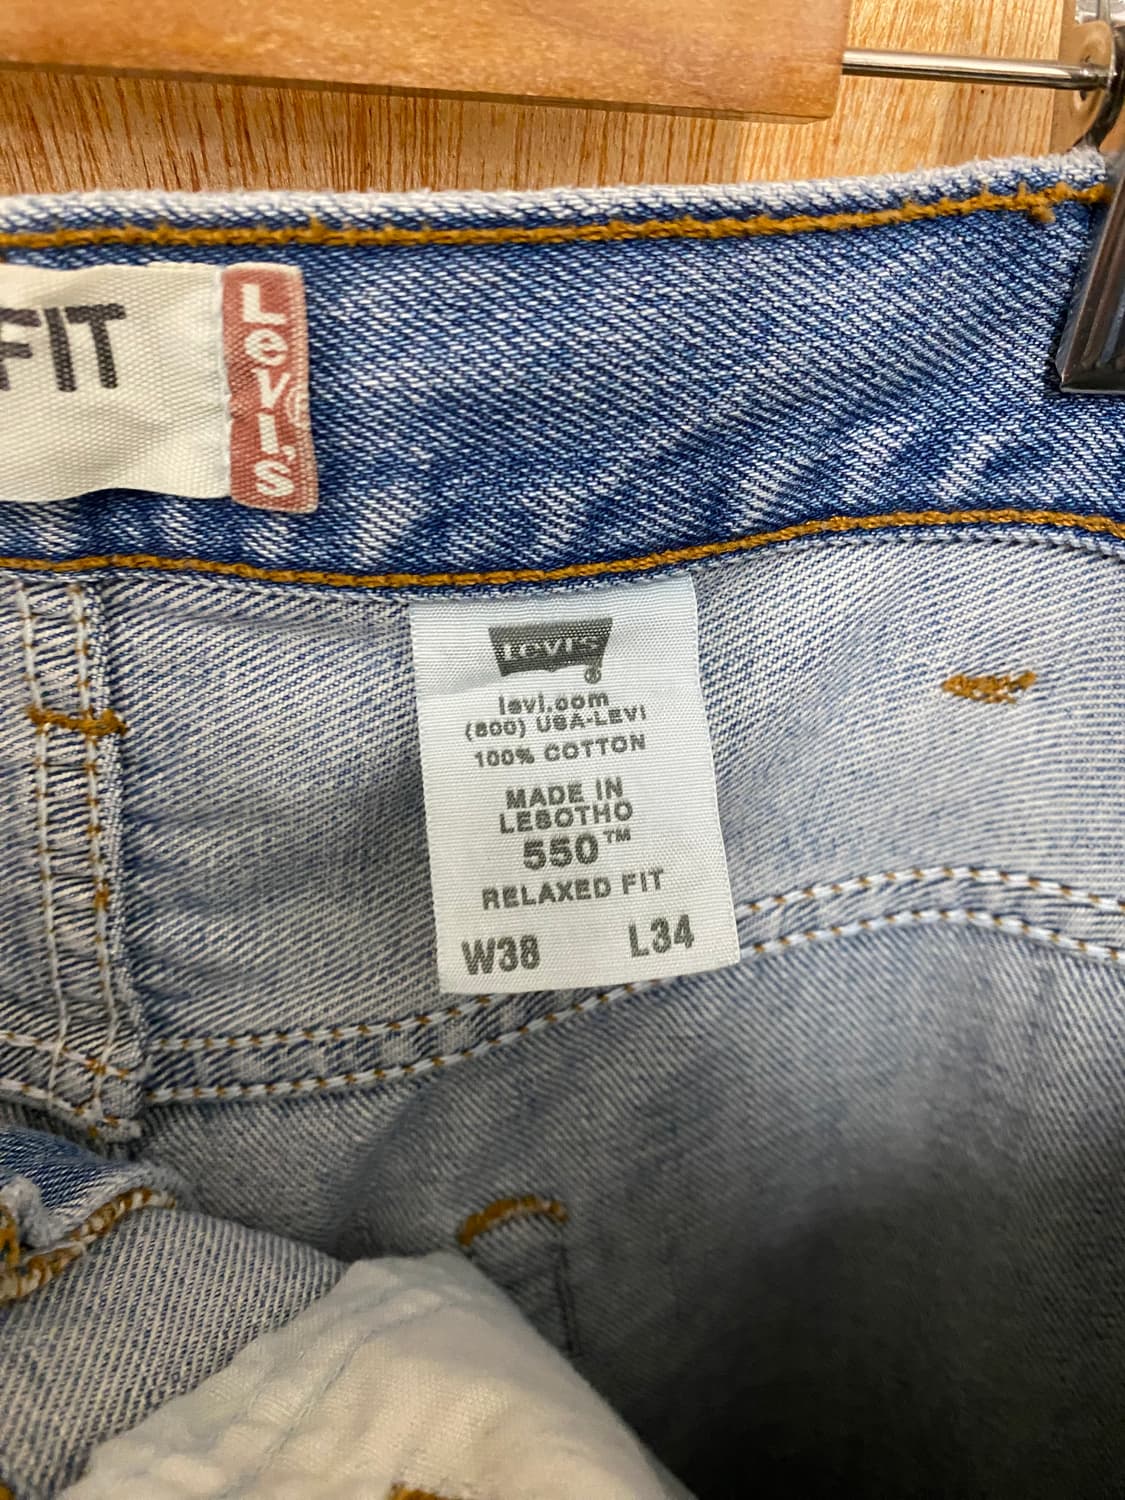 FIT
Levi's
Levi's
®
levi.com
(800) USA-LEVI
100% COTTON
MADE IN
LESOTHO
550™
RELAXED FIT
W38 L34